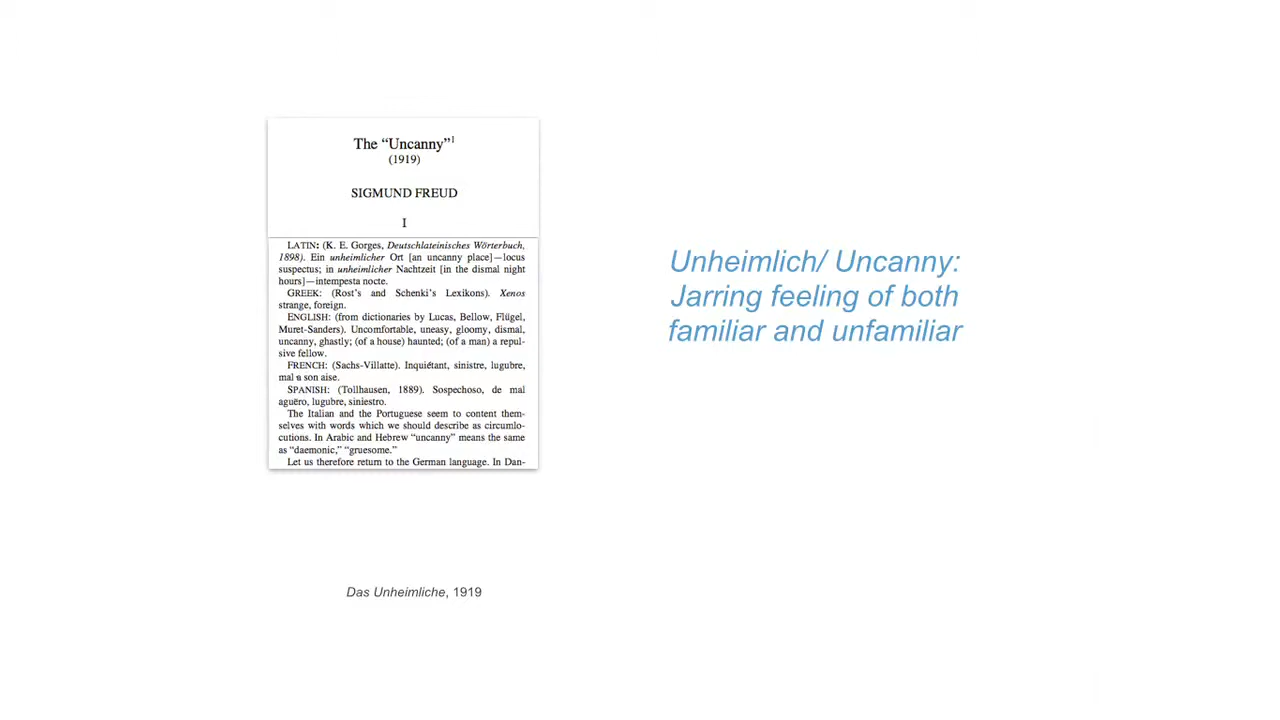 The “Uncanny”1
(1919)
SIGMUND FREUD
I
LATIN: (K. E. Gorges, Deutschlateinisches Wörterbuch,
1898). Ein unheimlicher Ort [an uncanny place]—locus
suspectus; in unheimlicher Nachtzeit [in the dismal night
hours]—intempesta nocte.
GREEK: (Rost’s and Schenki’s Lexikons). Xenos
strange, foreign.
ENGLISH: (from dictionaries by Lucas, Bellow, Flügel,
Muret-Sanders). Uncomfortable, uneasy, gloomy, dismal,
uncanny, ghastly; (of a house) haunted; (of a man) a repul-
sive fellow.
FRENCH: (Sachs-Villatte). Inquiétant, sinistre, lugubre,
mal a son aise.
SPANISH: (Tollhausen, 1889). Sospechoso, de mal
aguëro, lugubre, siniestro.
The Italian and the Portuguese seem to content them-
selves with words which we should describe as circumlo-
cutions. In Arabic and Hebrew “uncanny” means the same
as “daemonic,” “gruesome.”
Let us therefore return to the German language. In Dan-
Das Unheimliche, 1919
Unheimlich/ Uncanny:
Jarring feeling of both
familiar and unfamiliar